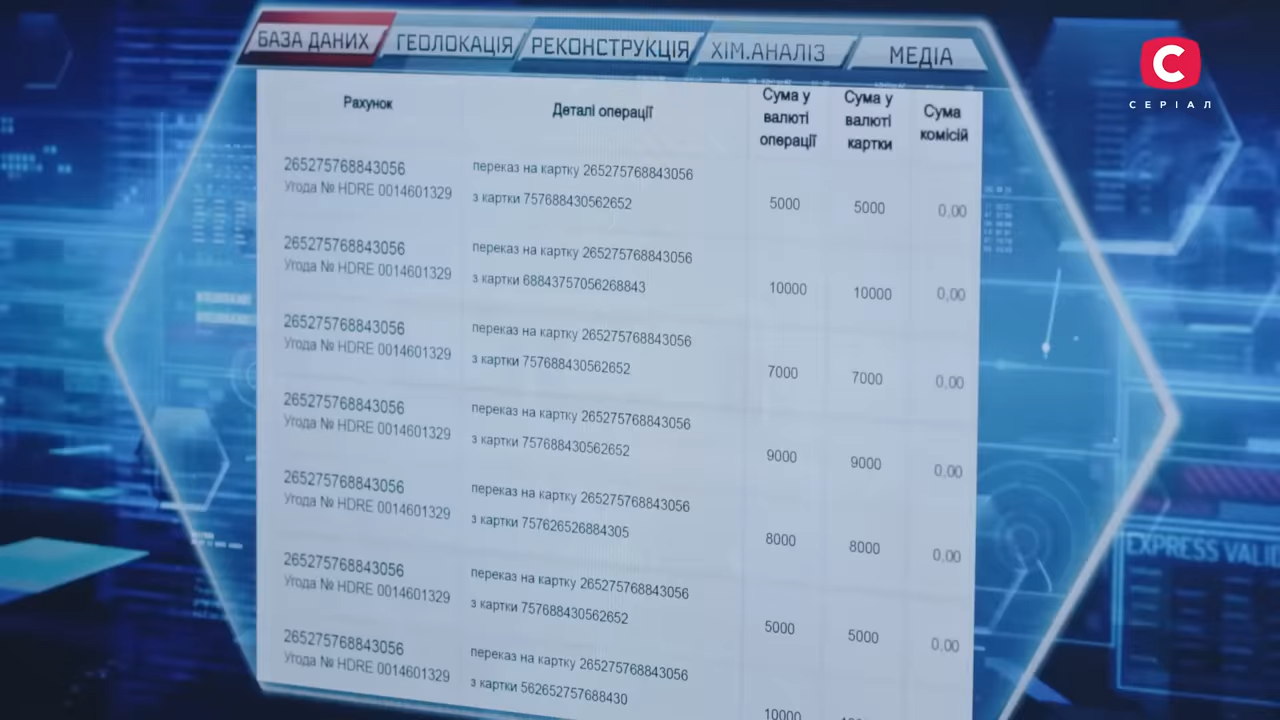 БАЗА ДАНИХ ГЕОЛОКАЦІЯ РЕКОНСТРУКЦІЯ ХІМ.АНАЛІЗ МЕДІА
С
СЕРІАЛ
Рахунок Деталі операції Сума у валюті операції Сума у валюті картки Сума комісій
265275768843056 переказ на картку 265275768843056
Угода № HDRE 0014601329 з картки 757688430562652 5000 5000 0,00
265275768843056 переказ на картку 265275768843056
Угода № HDRE 0014601329 з картки 68843757056268843 10000 10000 0,00
265275768843056 переказ на картку 265275768843056
Угода № HDRE 0014601329 з картки 757688430562652 7000 7000 0.00
265275768843056 переказ на картку 265275768843056
Угода № HDRE 0014601329 з картки 757688430562652 9000 9000 0,00
265275768843056 переказ на картку 265275768843056
Угода № HDRE 0014601329 з картки 757626526884305 8000 8000 0,00
265275768843056 переказ на картку 265275768843056
Угода № HDRE 0014601329 з картки 757688430562652 5000 5000 0.00
265275768843056 переказ на картку 265275768843056
Угода № HDRE 0014601329 з картки 562652757688430 10000
EXPRESS VALID